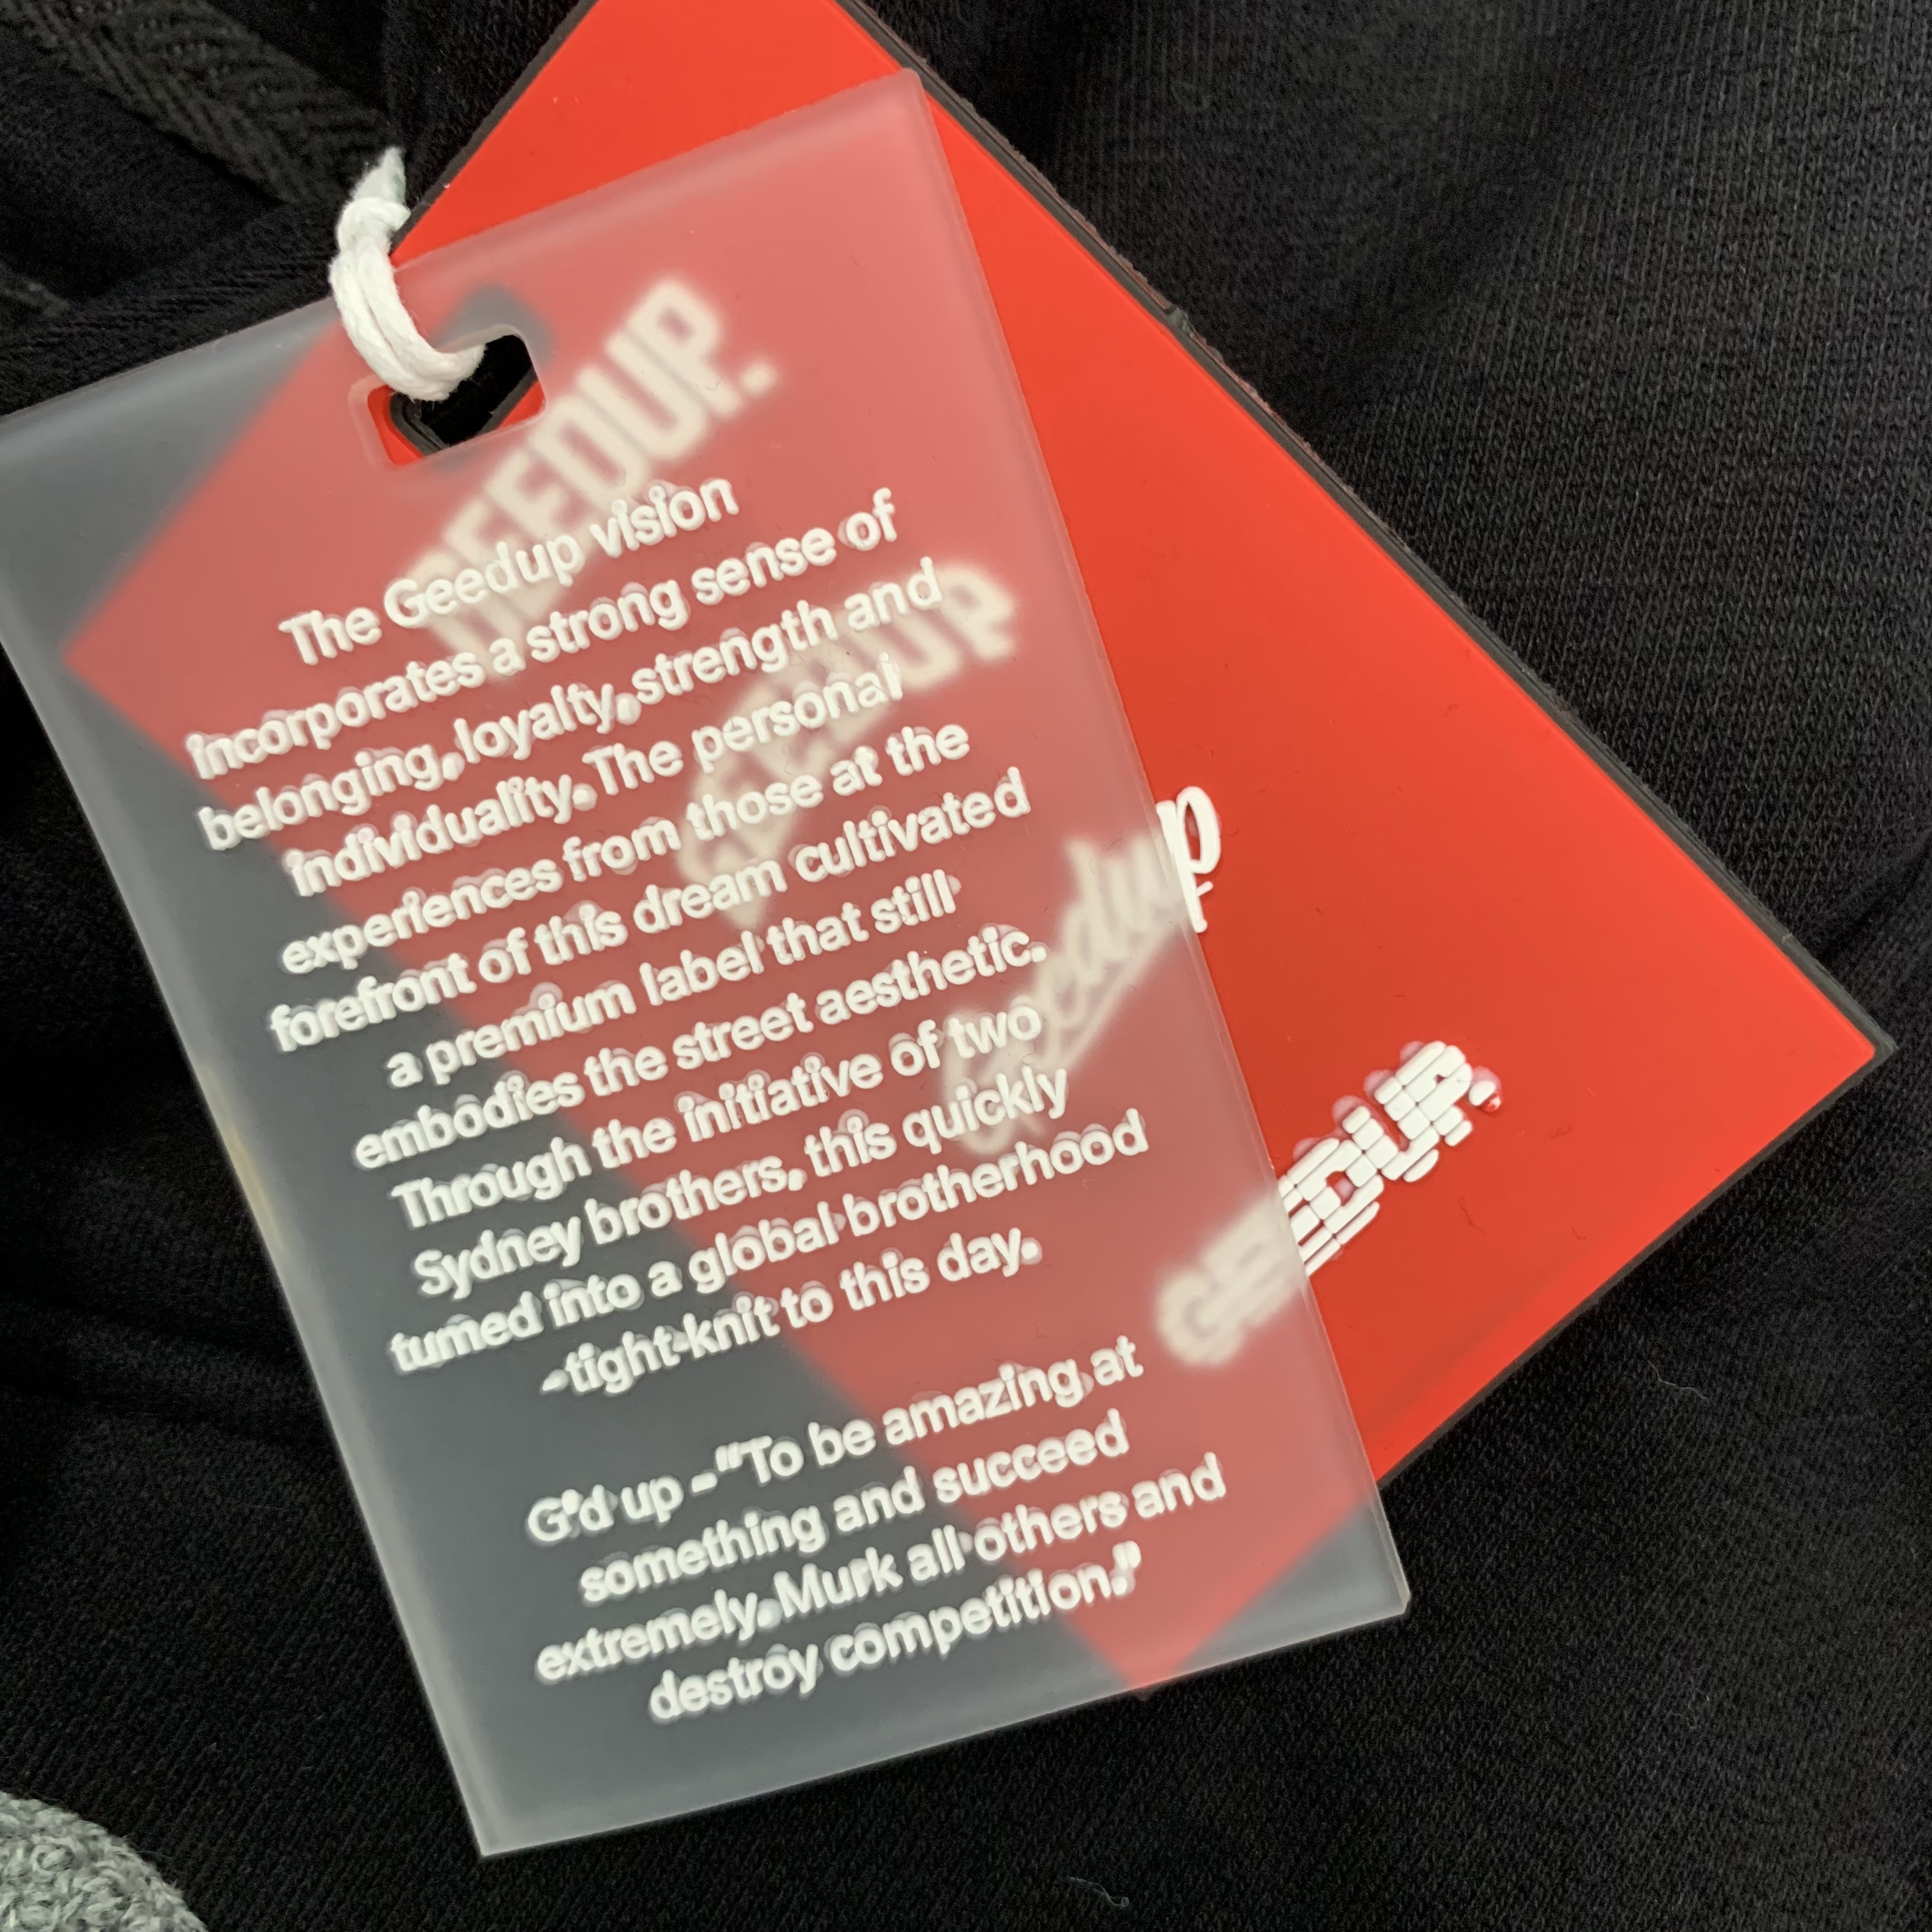 The Geedup vision
incorporates a strong sense of
belonging, loyalty, strength and
individuality. The personal
experiences from those at the
forefront of this dream cultivated
a premium label that still
embodies the street aesthetic.
Through the initiative of two
Sydney brothers, this quickly
turned into a global brotherhood
-tight-knit to this day.
G'd up -"To be amazing at
something and succeed
extremely. Murk all others and
destroy competition."
GEEDUP.
GEEDUP
Geedup
GEEDUP.